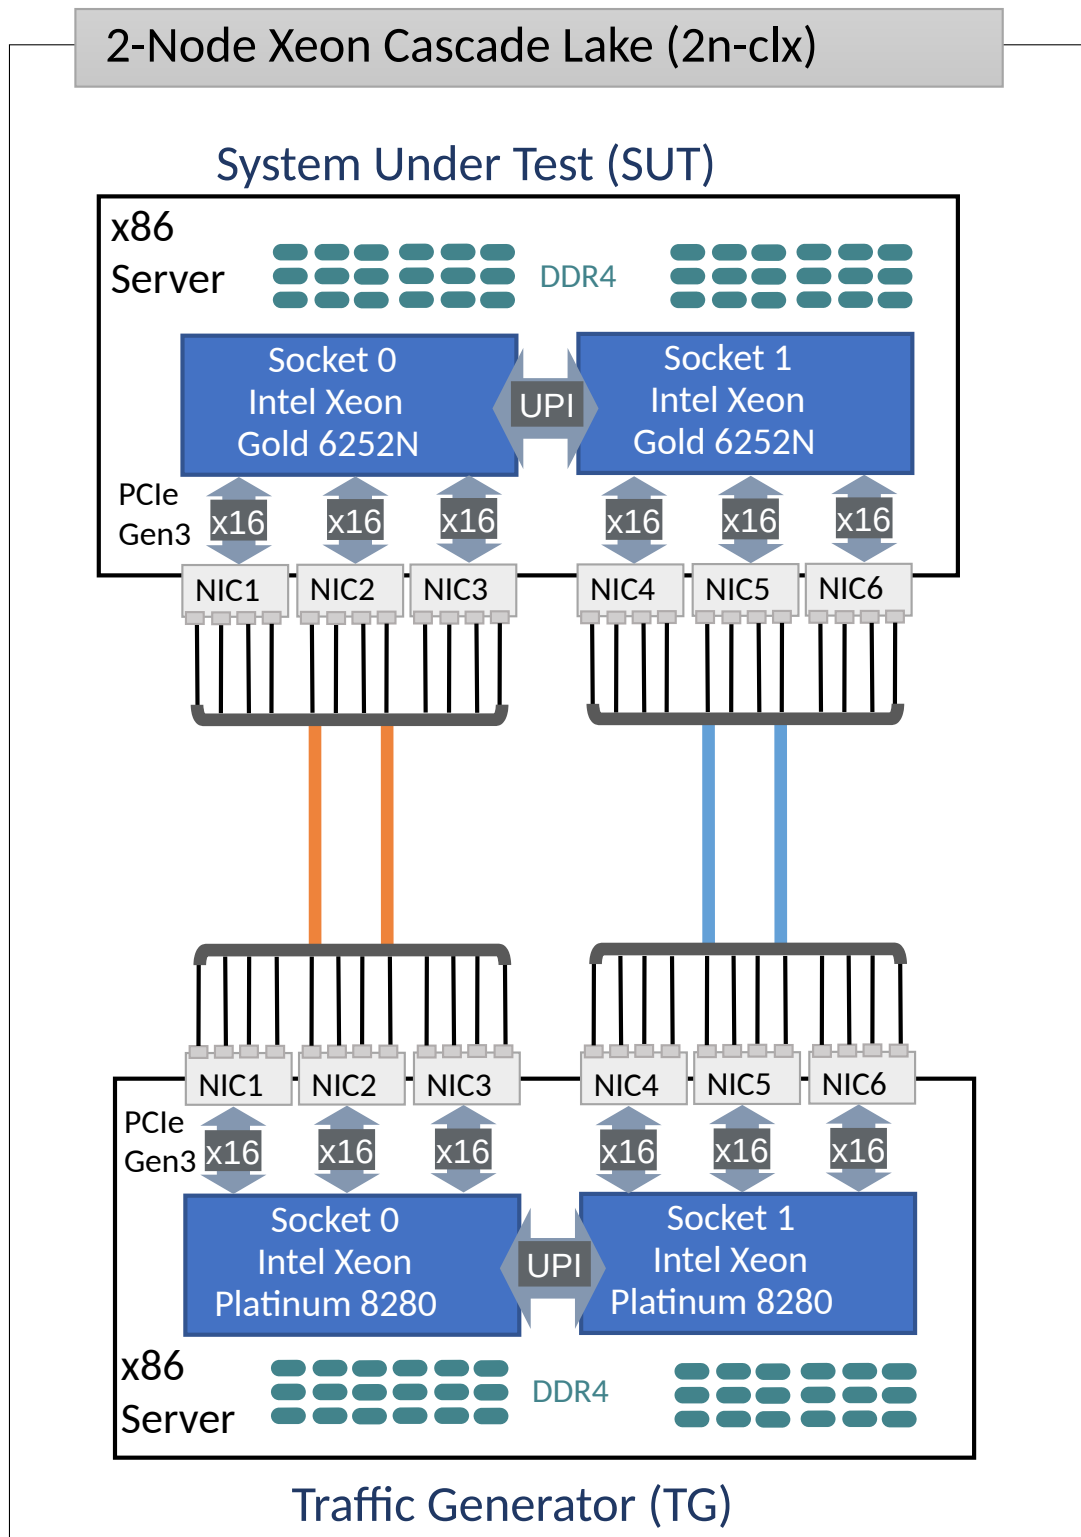 2-Node Xeon Cascade Lake (2n-clx)
System Under Test (SUT)
x86
Server
DDR4
Socket 0
Intel Xeon
Gold 6252N
UPI
Socket 1
Intel Xeon
Gold 6252N
PCIe
Gen3
x16
x16
x16
x16
x16
x16
NIC1
NIC2
NIC3
NIC4
NIC5
NIC6
NIC1
NIC2
NIC3
NIC4
NIC5
NIC6
PCIe
Gen3
x16
x16
x16
x16
x16
x16
Socket 0
Intel Xeon
Platinum 8280
UPI
Socket 1
Intel Xeon
Platinum 8280
x86
Server
DDR4
Traffic Generator (TG)